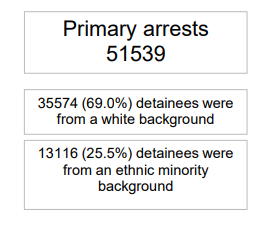 Primary arrests
51539
35574 (69.0%) detainees were
from a white background
13116 (25.5%) detainees were
from an ethnic minority
background